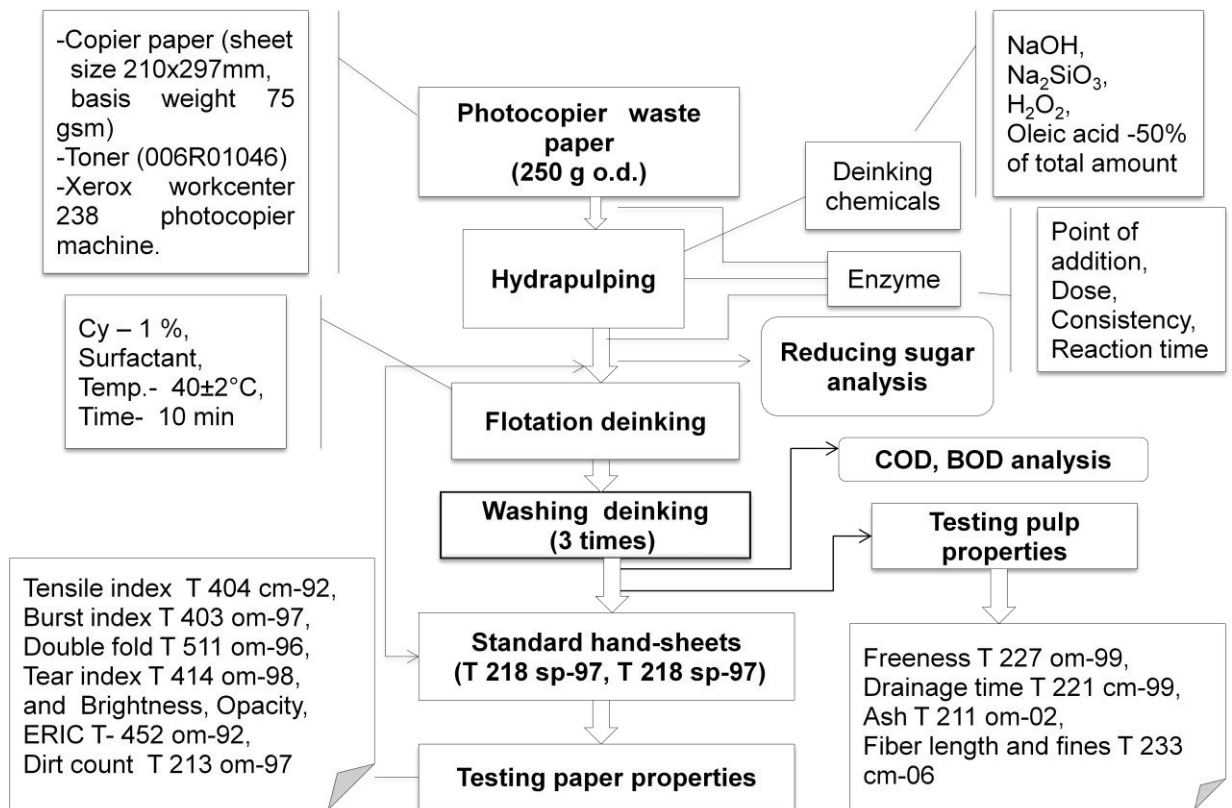 -Copier paper (sheet
size 210x297mm,
basis weight 75
gsm)
-Toner (006R01046)
-Xerox workcenter
238 photocopier
machine.
Photocopier waste
paper
(250 g o.d.)
NaOH,
Na₂SiO₃,
H₂O₂,
Oleic acid -50%
of total amount
Deinking
chemicals
Hydrapulping
Enzyme
Point of
addition,
Dose,
Consistency,
Reaction time
Cy – 1 %,
Surfactant,
Temp.- 40±2°C,
Time- 10 min
Reducing sugar
analysis
Flotation deinking
COD, BOD analysis
Washing deinking
(3 times)
Testing pulp
properties
Tensile index T 404 cm-92,
Burst index T 403 om-97,
Double fold T 511 om-96,
Tear index T 414 om-98,
and Brightness, Opacity,
ERIC T- 452 om-92,
Dirt count T 213 om-97
Standard hand-sheets
(T 218 sp-97, T 218 sp-97)
Freeness T 227 om-99,
Drainage time T 221 cm-99,
Ash T 211 om-02,
Fiber length and fines T 233
cm-06
Testing paper properties